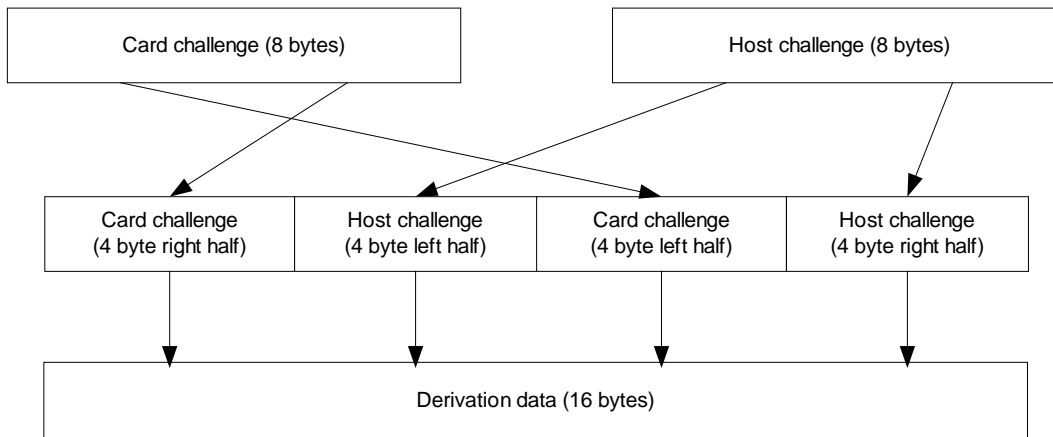 Card challenge (8 bytes)
Host challenge (8 bytes)
Card challenge
(4 byte right half)
Host challenge
(4 byte left half)
Card challenge
(4 byte left half)
Host challenge
(4 byte right half)
Derivation data (16 bytes)